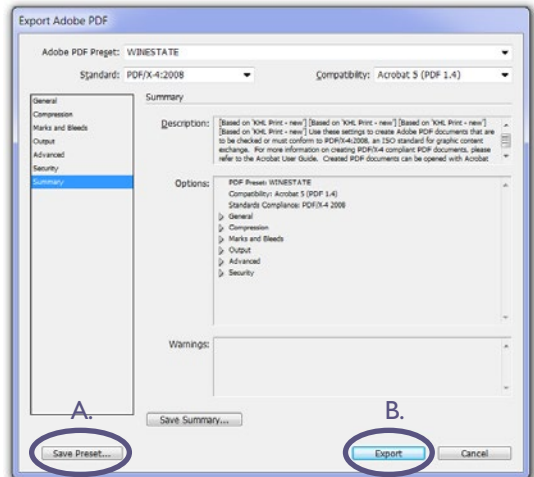 Export Adobe PDF
Adobe PDF Preset: WINESTATE
Standard: PDF/X-4:2008 Compatibility: Acrobat 5 (PDF 1.4)
General
Compression
Marks and Bleeds
Output
Advanced
Security
Summary
Summary
Description: [Based on 'KHL Print - new'] [Based on 'KHL Print - new'] [Based on 'KHL Print - new']
[Based on 'KHL Print - new'] Use these settings to create Adobe PDF documents that are
to be checked or must conform to PDF/X-4:2008, an ISO standard for graphic content
exchange. For more information on creating PDF/X-4 compliant PDF documents, please
refer to the Acrobat User Guide. Created PDF documents can be opened with Acrobat
Options: PDF Preset: WINESTATE
Compatibility: Acrobat 5 (PDF 1.4)
Standards Compliance: PDF/X-4 2008
General
Compression
Marks and Bleeds
Output
Advanced
Security
Warnings:
A.
B.
Save Summary...
Save Preset...
Export
Cancel